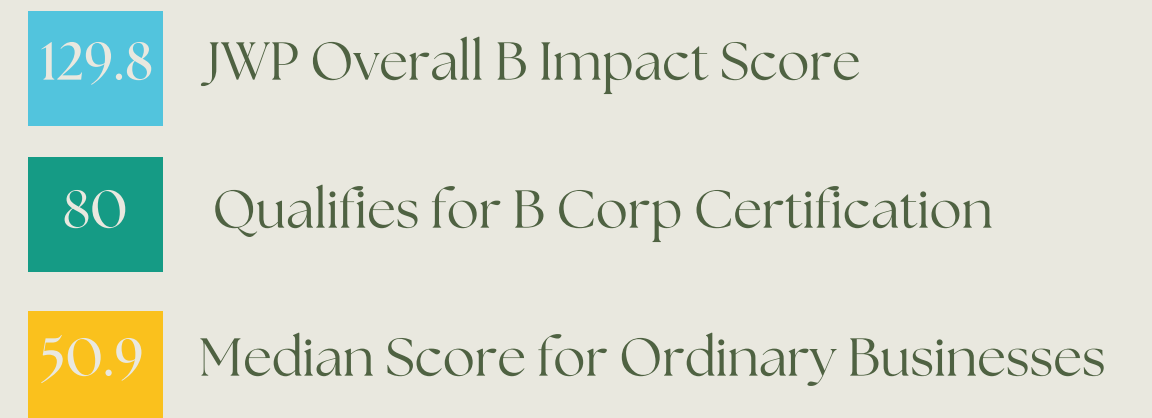 129.8 JWP Overall B Impact Score
80 Qualifies for B Corp Certification
50.9 Median Score for Ordinary Businesses